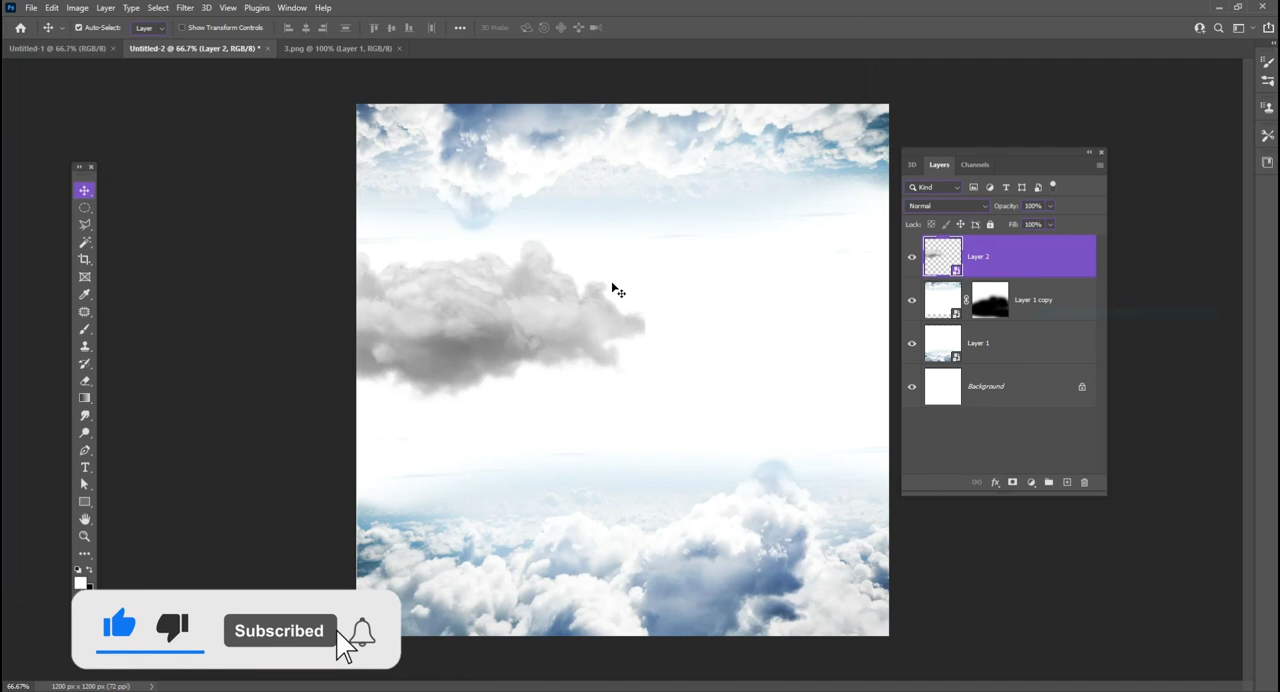 Ps File Edit Image Layer Type Select Filter 3D View Plugins Window Help
Auto-Select: Layer Show Transform Controls 3D Mode:
Untitled-1 @ 66.7% (RGB/8) × Untitled-2 @ 66.7% (Layer 2, RGB/8) * × 3.png @ 100% (Layer 1, RGB/8) ×
3D Layers Channels
Kind
Normal Opacity: 100%
Lock: Fill: 100%
Layer 2
Layer 1 copy
Layer 1
Background
Subscribed
66.67% 1200 px x 1200 px (72 ppi)